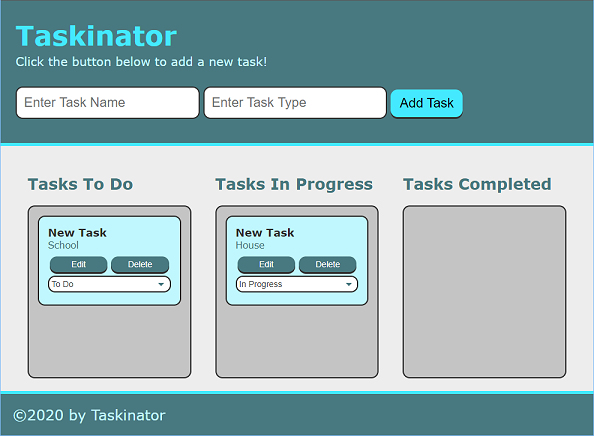 Taskinator
Click the button below to add a new task!
Enter Task Name Enter Task Type Add Task
Tasks To Do
New Task
School
Edit Delete
To Do
Tasks In Progress
New Task
House
Edit Delete
In Progress
Tasks Completed
©2020 by Taskinator